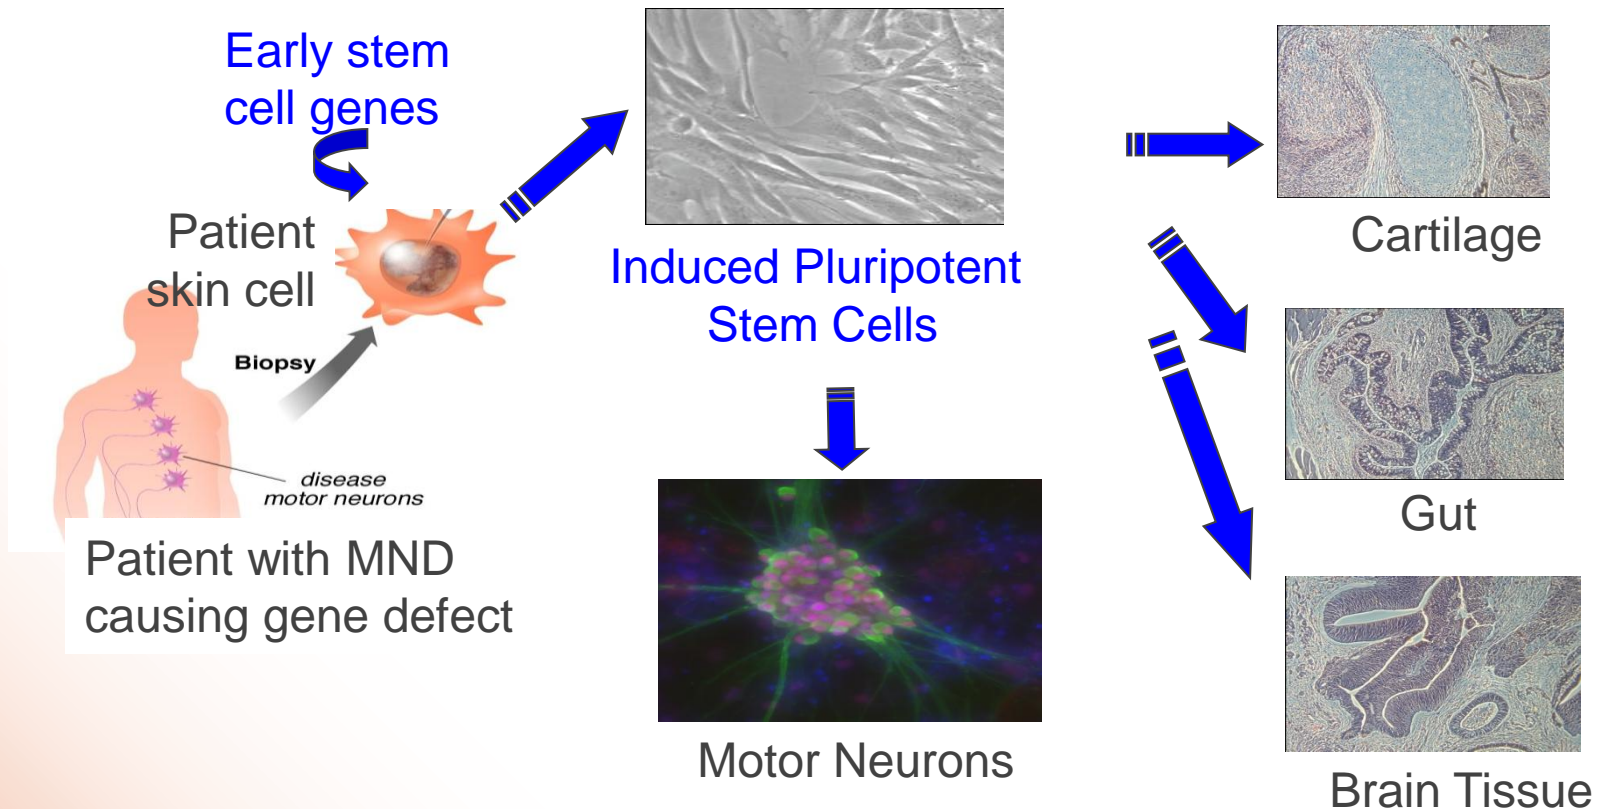 Early stem
cell genes
Patient
skin cell
Biopsy
disease
motor neurons
Patient with MND
causing gene defect
Induced Pluripotent
Stem Cells
Motor Neurons
Cartilage
Gut
Brain Tissue